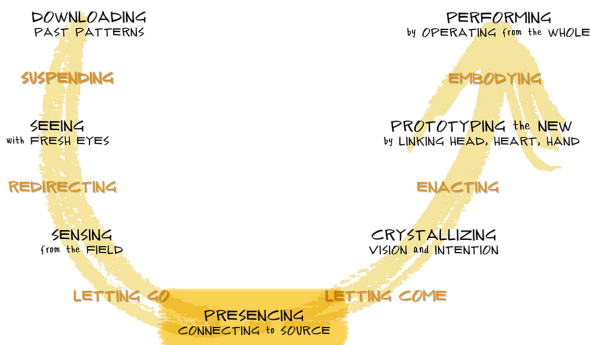 DOWNLOADING
PAST PATTERNS
SUSPENDING
SEEING
with FRESH EYES
REDIRECTING
SENSING
from the FIELD
LETTING GO
PRESENCING
CONNECTING to SOURCE
LETTING COME
CRYSTALLIZING
VISION and INTENTION
ENACTING
PROTOTYPING the NEW
by LINKING HEAD, HEART, HAND
EMBODYING
PERFORMING
by OPERATING from the WHOLE